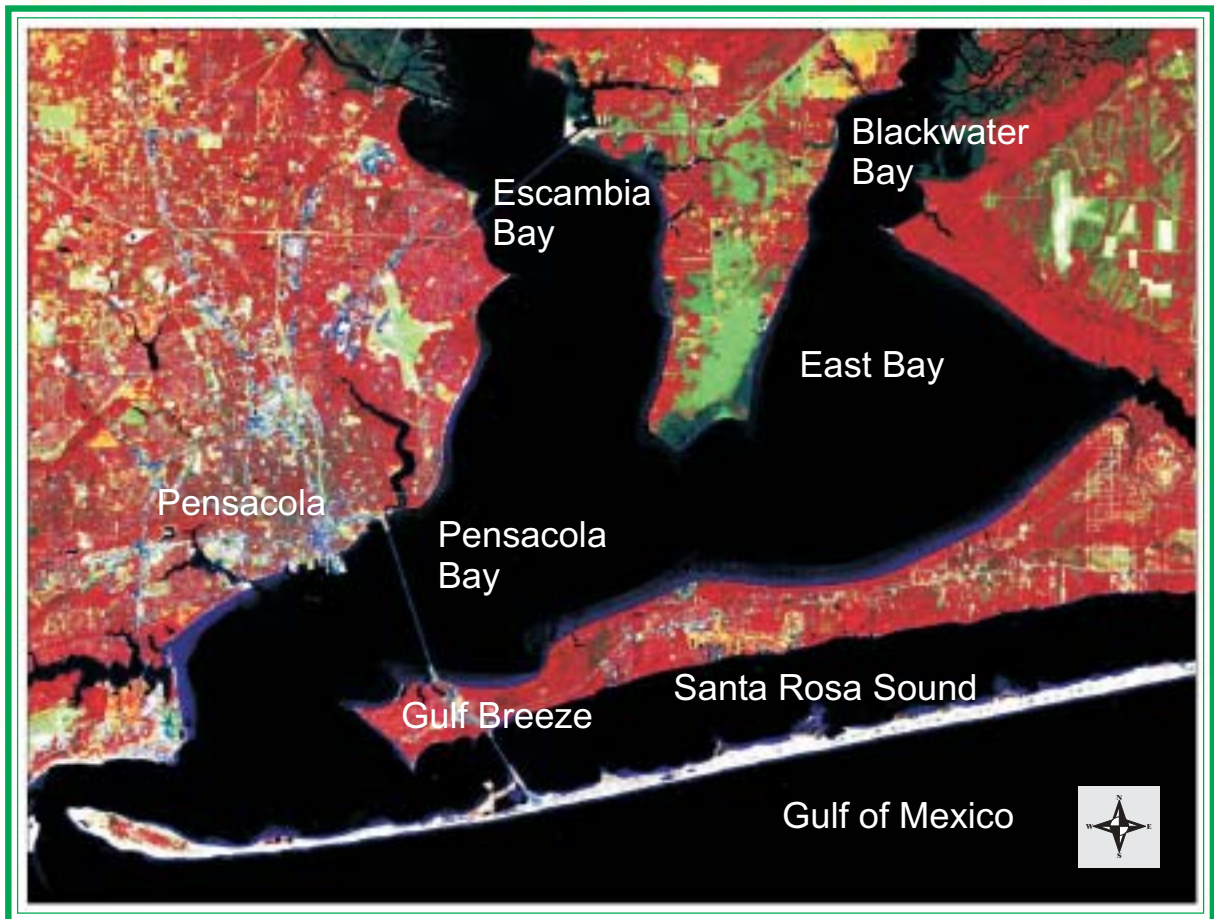 Blackwater
Bay
Escambia
Bay
East Bay
Pensacola
Pensacola
Bay
Santa Rosa Sound
Gulf Breeze
Gulf of Mexico
N
W E
S